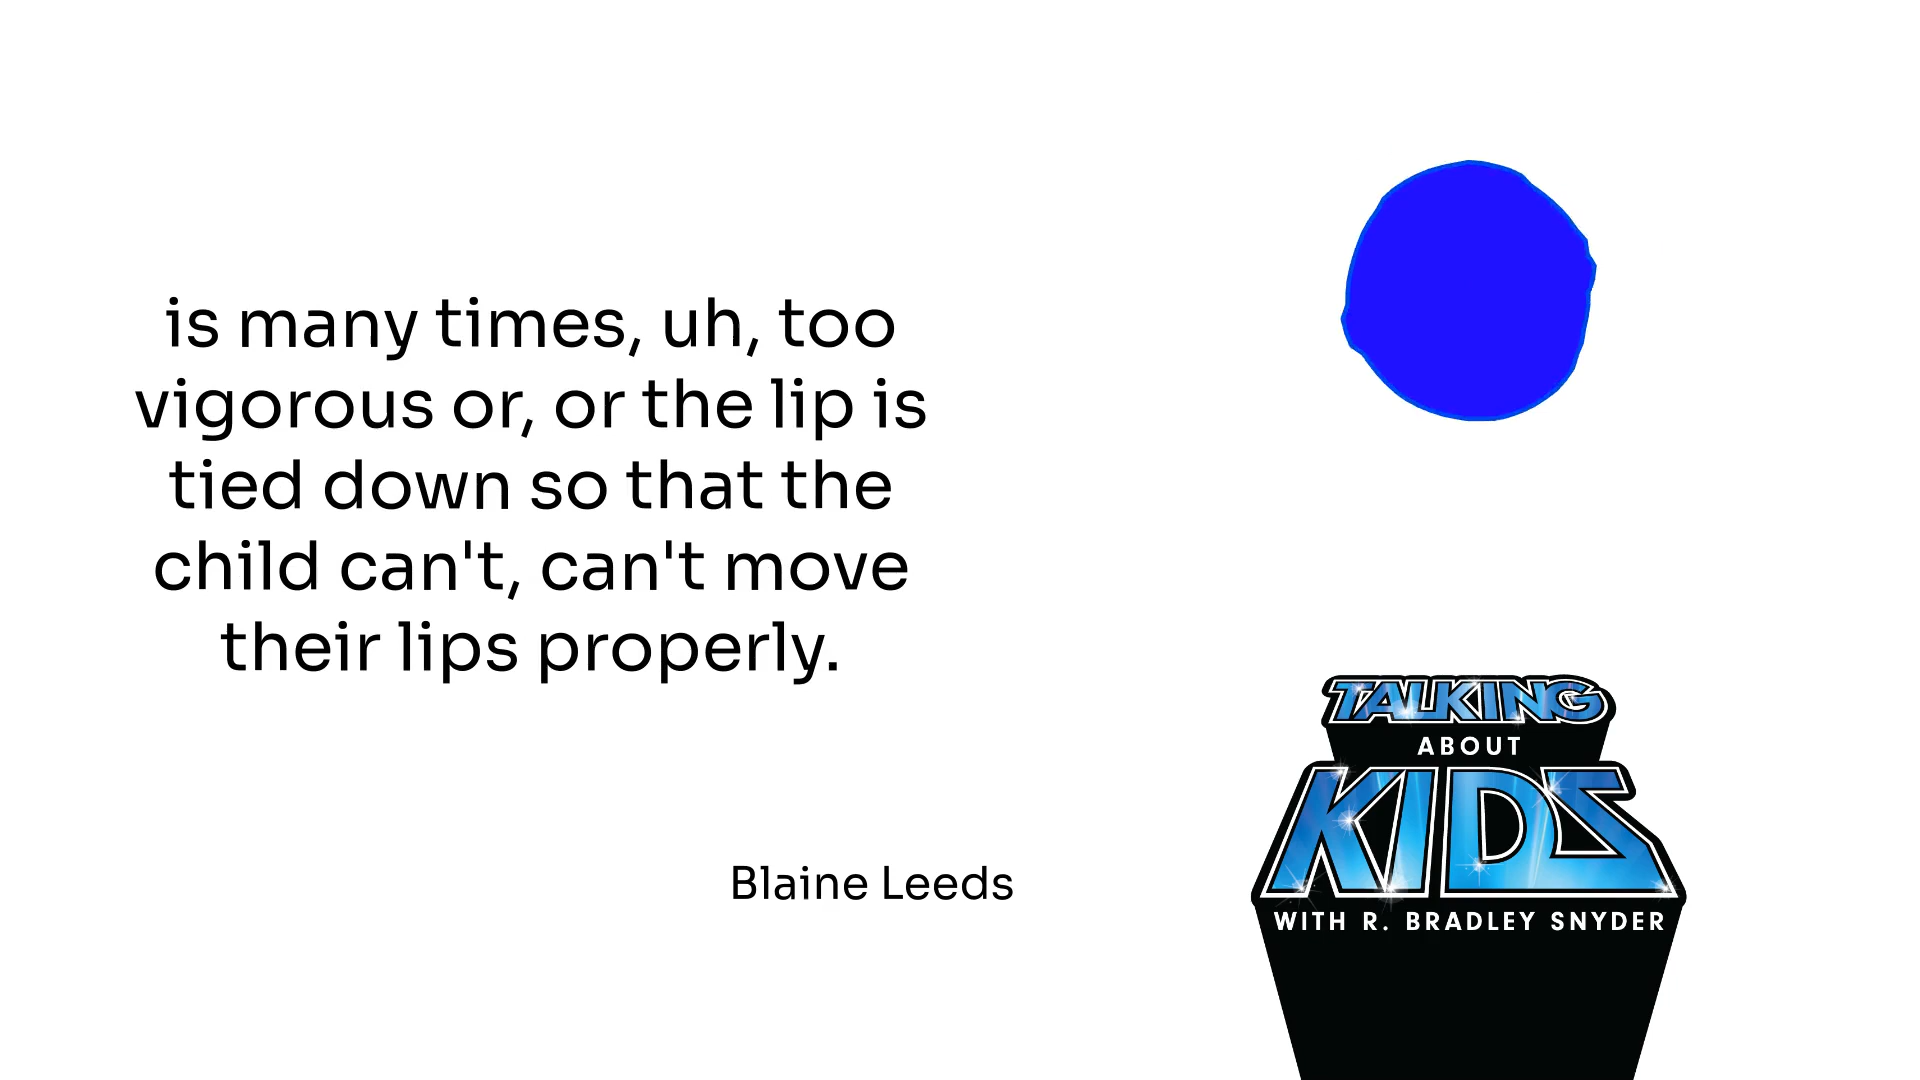 is many times, uh, too
vigorous or, or the lip is
tied down so that the
child can't, can't move
their lips properly.
Blaine Leeds
TALKING
ABOUT
KIDS
WITH R. BRADLEY SNYDER